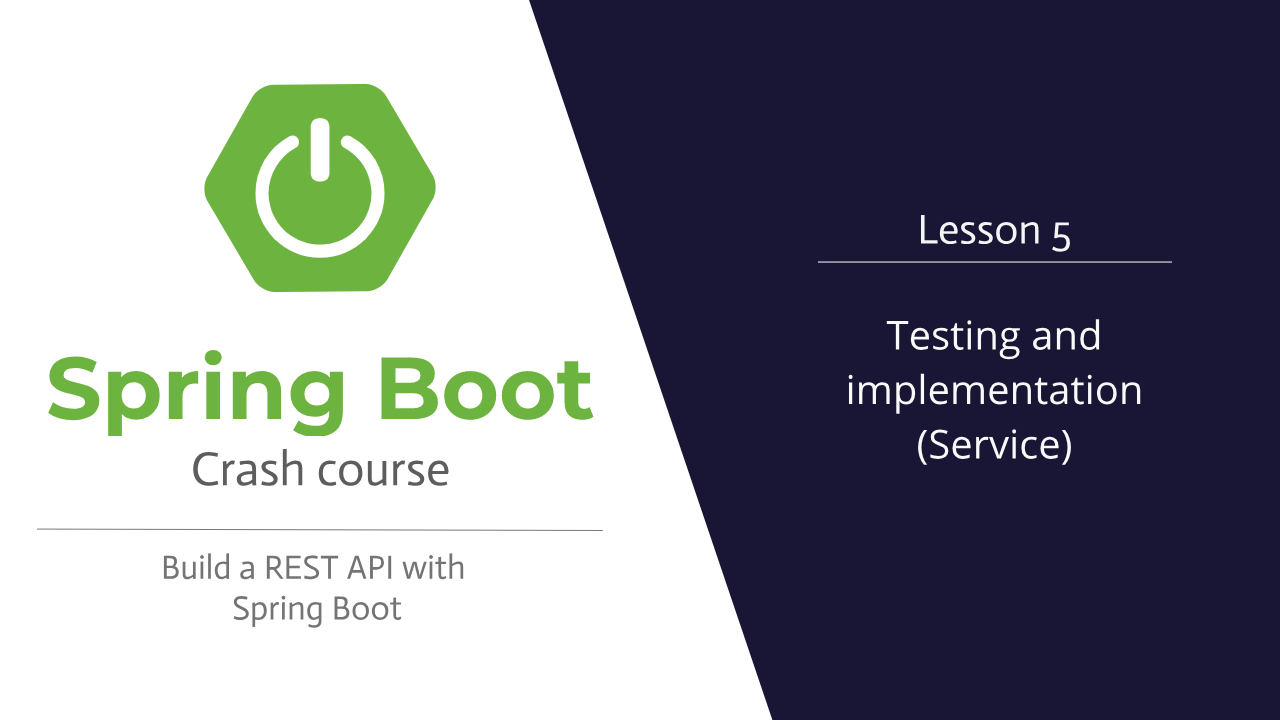 Spring Boot
Crash course
Build a REST API with
Spring Boot
Lesson 5
Testing and
implementation
(Service)